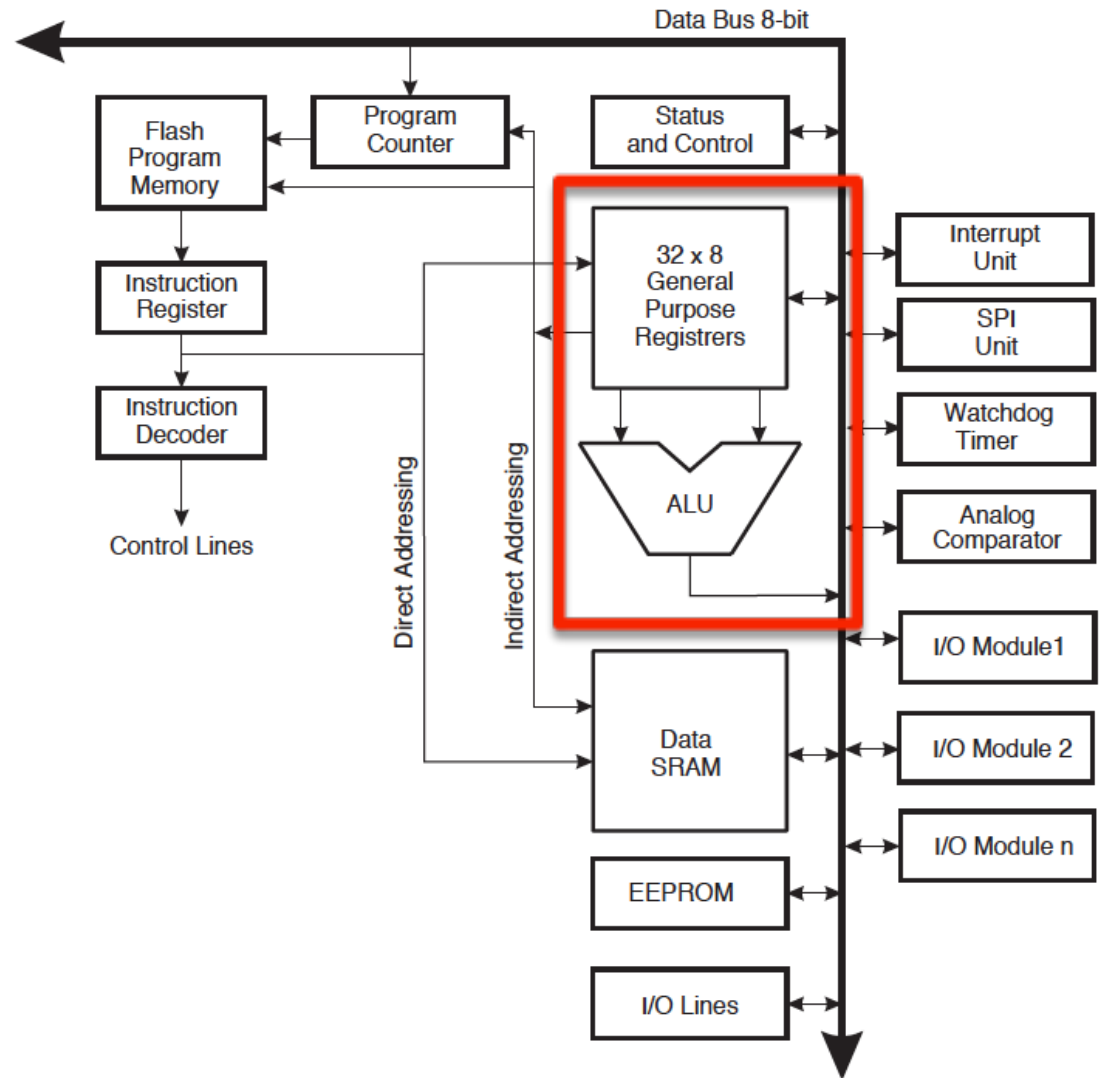 Data Bus 8-bit
Flash
Program
Memory
Program
Counter
Status
and Control
32 x 8
General
Purpose
Registrers
Interrupt
Unit
Instruction
Register
SPI
Unit
Instruction
Decoder
Watchdog
Timer
ALU
Analog
Comparator
Control Lines
Direct Addressing
Indirect Addressing
I/O Module1
Data
SRAM
I/O Module 2
I/O Module n
EEPROM
I/O Lines